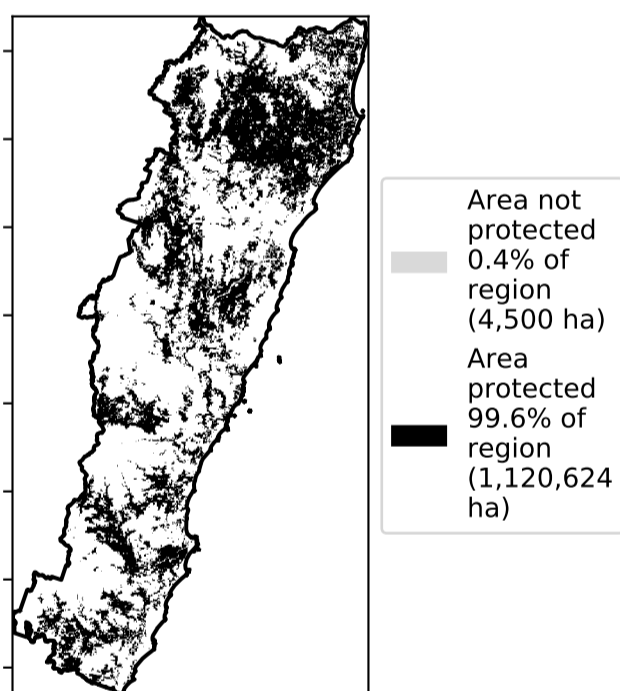 Area not
protected
0.4% of
region
(4,500 ha)
Area
protected
99.6% of
region
(1,120,624
ha)